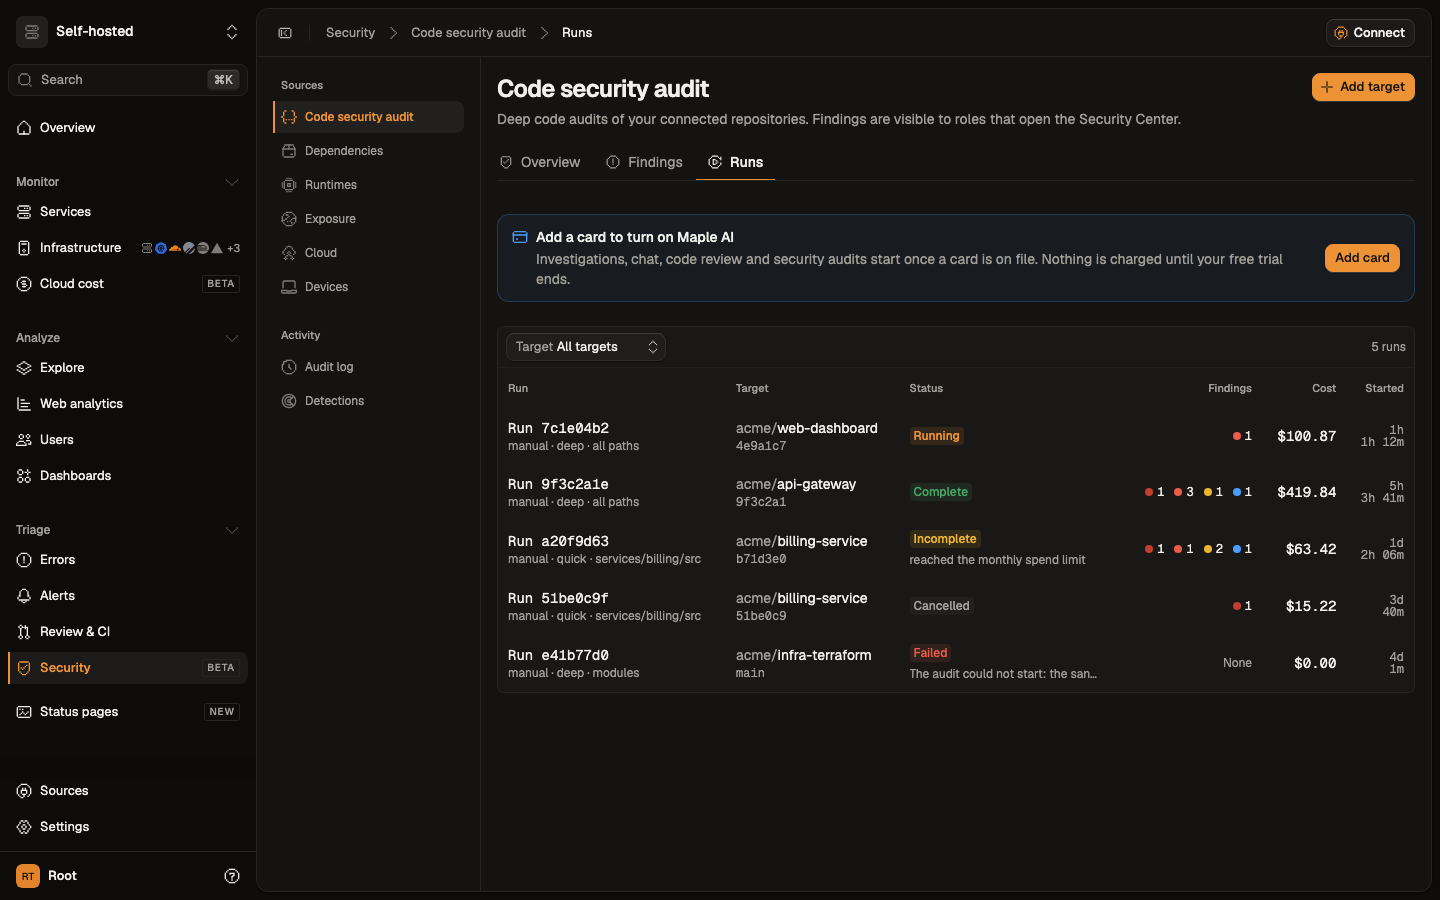 Self-hosted
Search
⌘K
Overview
Monitor
Services
Infrastructure
+3
Cloud cost
BETA
Analyze
Explore
Web analytics
Users
Dashboards
Triage
Errors
Alerts
Review & CI
Security
BETA
Status pages
NEW
Sources
Settings
RT
Root
Security
Code security audit
Runs
Connect
Sources
Code security audit
Dependencies
Runtimes
Exposure
Cloud
Devices
Activity
Audit log
Detections
Code security audit
Add target
Deep code audits of your connected repositories. Findings are visible to roles that open the Security Center.
Overview
Findings
Runs
Add a card to turn on Maple AI
Investigations, chat, code review and security audits start once a card is on file. Nothing is charged until your free trial
ends.
Add card
Target All targets
5 runs
Run Target Status Findings Cost Started
Run 7c1e04b2
manual · deep · all paths
acme/web-dashboard
4e9a1c7
Running
1
$100.87
1h
1h 12m
Run 9f3c2a1e
manual · deep · all paths
acme/api-gateway
9f3c2a1
Complete
1 3 1 1
$419.84
5h
3h 41m
Run a20f9d63
manual · quick · services/billing/src
acme/billing-service
b71d3e0
Incomplete
reached the monthly spend limit
1 1 2 1
$63.42
1d
2h 06m
Run 51be0c9f
manual · quick · services/billing/src
acme/billing-service
51be0c9
Cancelled
1
$15.22
3d
40m
Run e41b77d0
manual · deep · modules
acme/infra-terraform
main
Failed
The audit could not start: the san…
None
$0.00
4d
1m